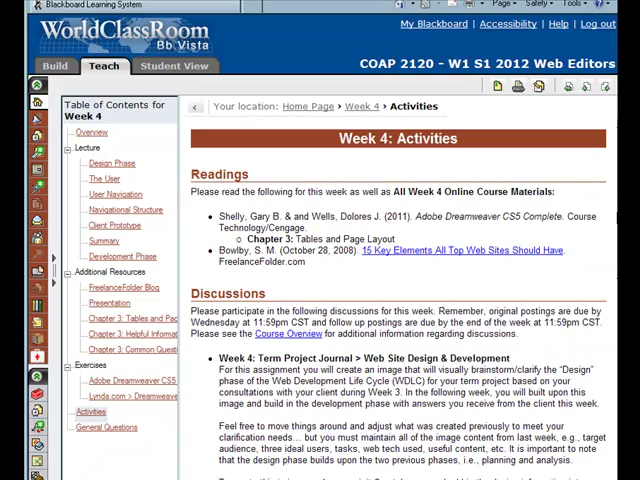 Blackboard Learning System
Page
Safety
Tools
My Blackboard | Accessibility | Help | Log out
WorldClassRoom
Bb Vista
Build
Teach
Student View
COAP 2120 - W1 S1 2012 Web Editors
Table of Contents for
Week 4
Overview
Lecture
Design Phase
The User
User Navigation
Navigational Structure
Client Prototype
Summary
Development Phase
Additional Resources
FreelanceFolder Blog
Presentation
Chapter 3: Tables and Pac
Chapter 3; Helpful Informat
Chapter 3: Common Quest
Exercises
Adobe Dreamweaver CS5
Lynda.com > Dreamweave
Activities
General Questions
Your location: Home Page > Week 4 > Activities
Week 4: Activities
Readings
Please read the following for this week as well as All Week 4 Online Course Materials:
Shelly, Gary B. & and Wells, Dolores J. (2011). Adobe Dreamweaver CS5 Complete. Course
Technology/Cengage.
Chapter 3: Tables and Page Layout
Bowlby, S. M. (October 28, 2008). 15 Key Elements All Top Web Sites Should Have.
FreelanceFolder.com
Discussions
Please participate in the following discussions for this week. Remember, original postings are due by
Wednesday at 11:59pm CST and follow up postings are due by the end of the week at 11:59pm CST.
Please see the Course Overview for additional information regarding discussions.
Week 4: Term Project Journal > Web Site Design & Development
For this assignment you will create an image that will visually brainstorm/clarify the "Design"
phase of the Web Development Life Cycle (WDLC) for your term project based on your
consultations with your client during Week 3. In the following week, you will built upon this
image and build in the development phase with answers you receive from the client this week.
Feel free to move things around and adjust what was created previously to meet your
clarification needs... but you must maintain all of the image content from last week, e.g., target
audience, three ideal users, tasks, web tech used, useful content, etc. It is important to note
that the design phase builds upon the two previous phases, i.e., planning and analysis.